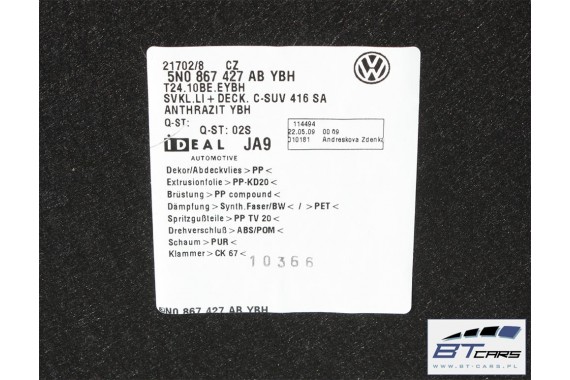 21702/8 CZ
5N0 867 427 AB YBH
T24.10BE.EYBH
SVKL.LI + DECK. C-SUV 416 SA
ANTHRAZIT YBH
Q-ST:
Q-ST: 02S
IDEAL JA9
AUTOMOTIVE
114494
22.05.09 00 09
010181 Andreskova Zdenk
Dekor/Abdeckvlies > PP <
Extrusionfolie > PP-KD20 <
Brüstung > PP compound <
Dämpfung > Synth. Faser/BW < / > PET <
Spritzgußteile > PP TV 20 <
Drehverschluß > ABS/POM <
Schaum > PUR <
Klammer > CK 67 <
10366
5N0 867 427 AB YBH
BT CARS
WWW.BTCARS.PL